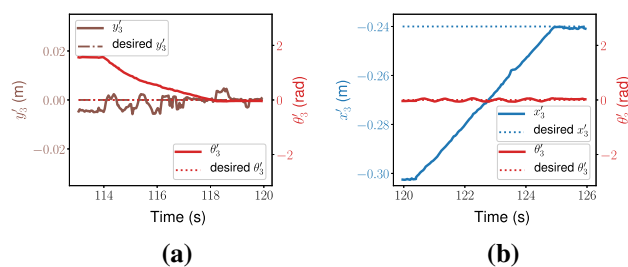 y′₃
desired y′₃
θ′₃
desired θ′₃
0.02
0.00
−0.02
2
0
−2
y′₃ (m)
θ′₃ (rad)
114 116 118 120
Time (s)
(a)
x′₃
desired x′₃
θ′₃
desired θ′₃
−0.24
−0.26
−0.27
−0.30
2
0
−2
x′₃ (m)
θ′₃ (rad)
120 122 124 126
Time (s)
(b)